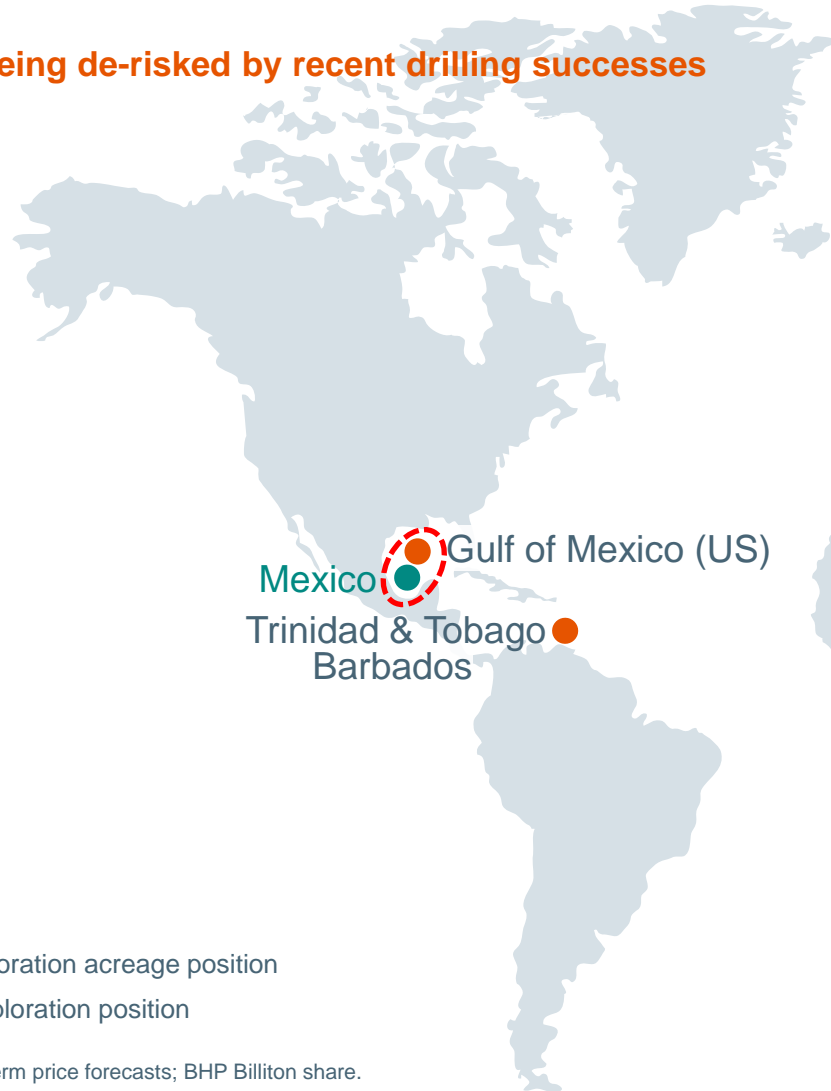 eing de-risked by recent drilling successes
Gulf of Mexico (US)
Mexico
Trinidad & Tobago
Barbados
oration acreage position
loration position
erm price forecasts; BHP Billiton share.